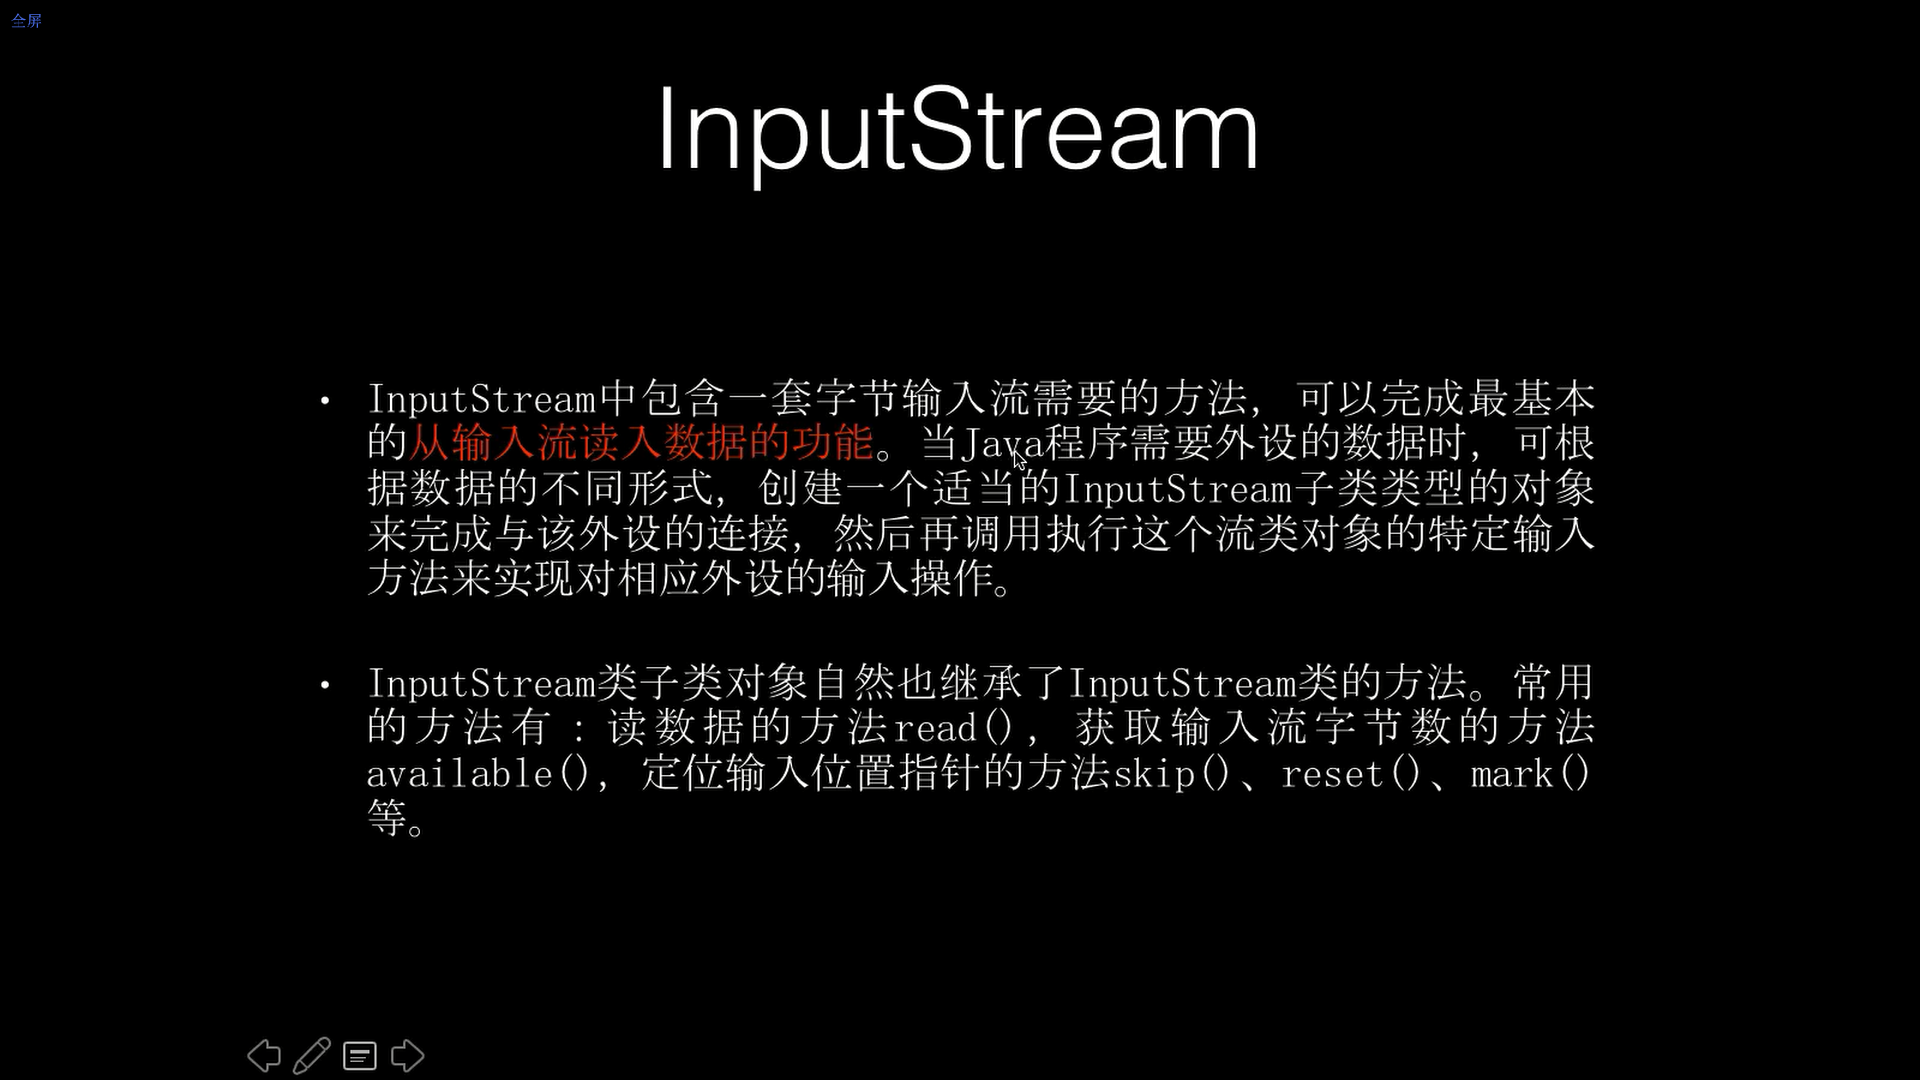 全屏
InputStream
• InputStream中包含一套字节输入流需要的方法，可以完成最基本
的从输入流读入数据的功能。当Java程序需要外设的数据时，可根
据数据的不同形式，创建一个适当的InputStream子类类型的对象
来完成与该外设的连接，然后再调用执行这个流类对象的特定输入
方法来实现对相应外设的输入操作。
• InputStream类子类对象自然也继承了InputStream类的方法。常用
的方法有：读数据的方法read()，获取输入流字节数的方法
available()，定位输入位置指针的方法skip()、reset()、mark()
等。